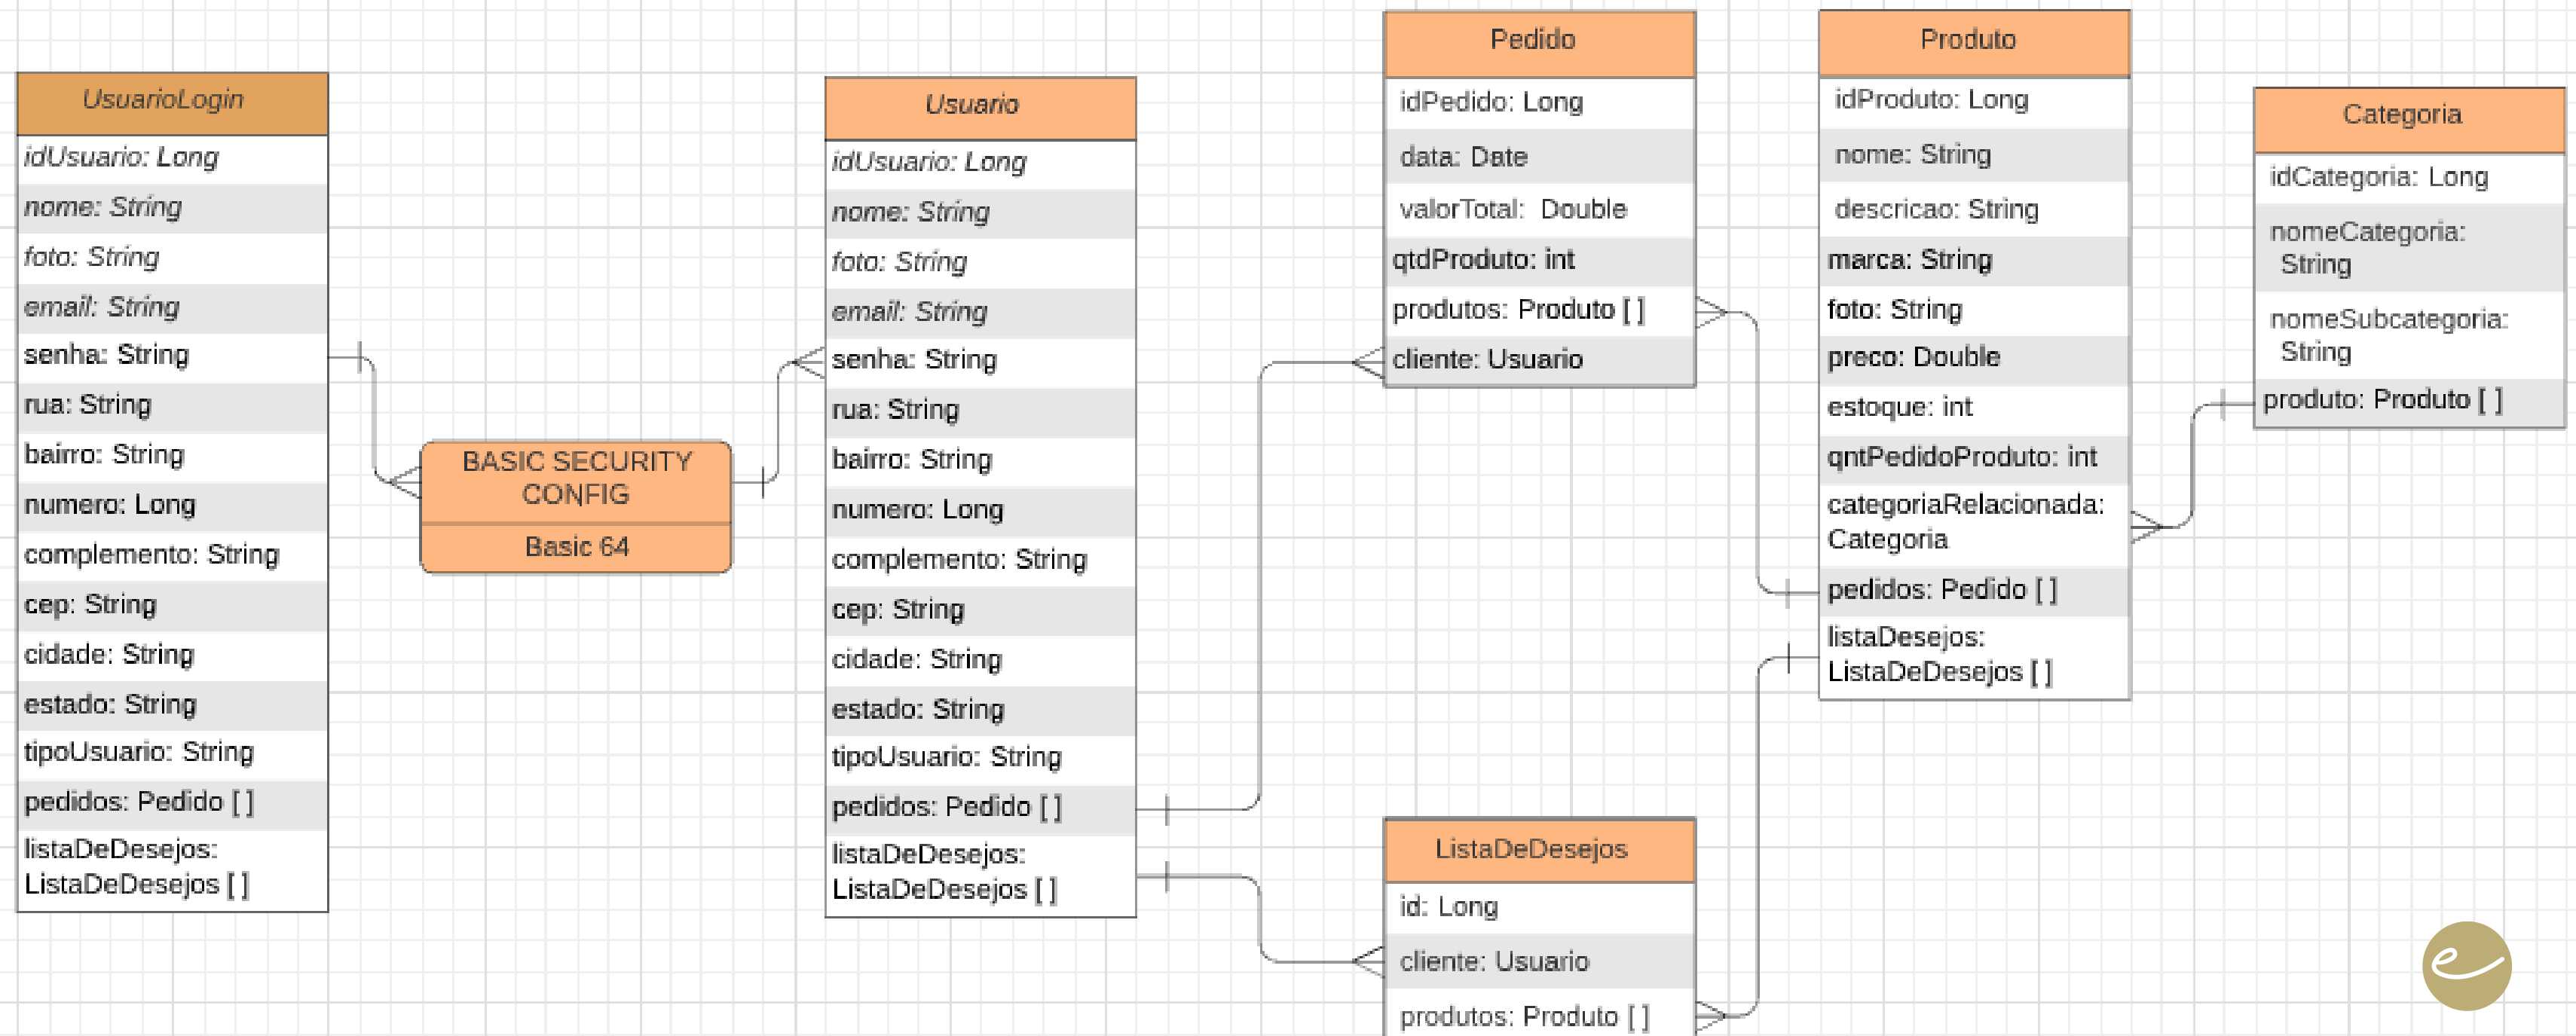 UsuarioLogin
idUsuario: Long
nome: String
foto: String
email: String
senha: String
rua: String
bairro: String
numero: Long
complemento: String
cep: String
cidade: String
estado: String
tipoUsuario: String
pedidos: Pedido [ ]
listaDeDesejos:
ListaDeDesejos [ ]
BASIC SECURITY
CONFIG
Basic 64
Usuario
idUsuario: Long
nome: String
foto: String
email: String
senha: String
rua: String
bairro: String
numero: Long
complemento: String
cep: String
cidade: String
estado: String
tipoUsuario: String
pedidos: Pedido [ ]
listaDeDesejos:
ListaDeDesejos [ ]
Pedido
idPedido: Long
data: Date
valorTotal: Double
qtdProduto: int
produtos: Produto [ ]
cliente: Usuario
ListaDeDesejos
id: Long
cliente: Usuario
produtos: Produto [ ]
Produto
idProduto: Long
nome: String
descricao: String
marca: String
foto: String
preco: Double
estoque: int
qntPedidoProduto: int
categoriaRelacionada:
Categoria
pedidos: Pedido [ ]
listaDesejos:
ListaDeDesejos [ ]
Categoria
idCategoria: Long
nomeCategoria:
String
nomeSubcategoria:
String
produto: Produto [ ]
e